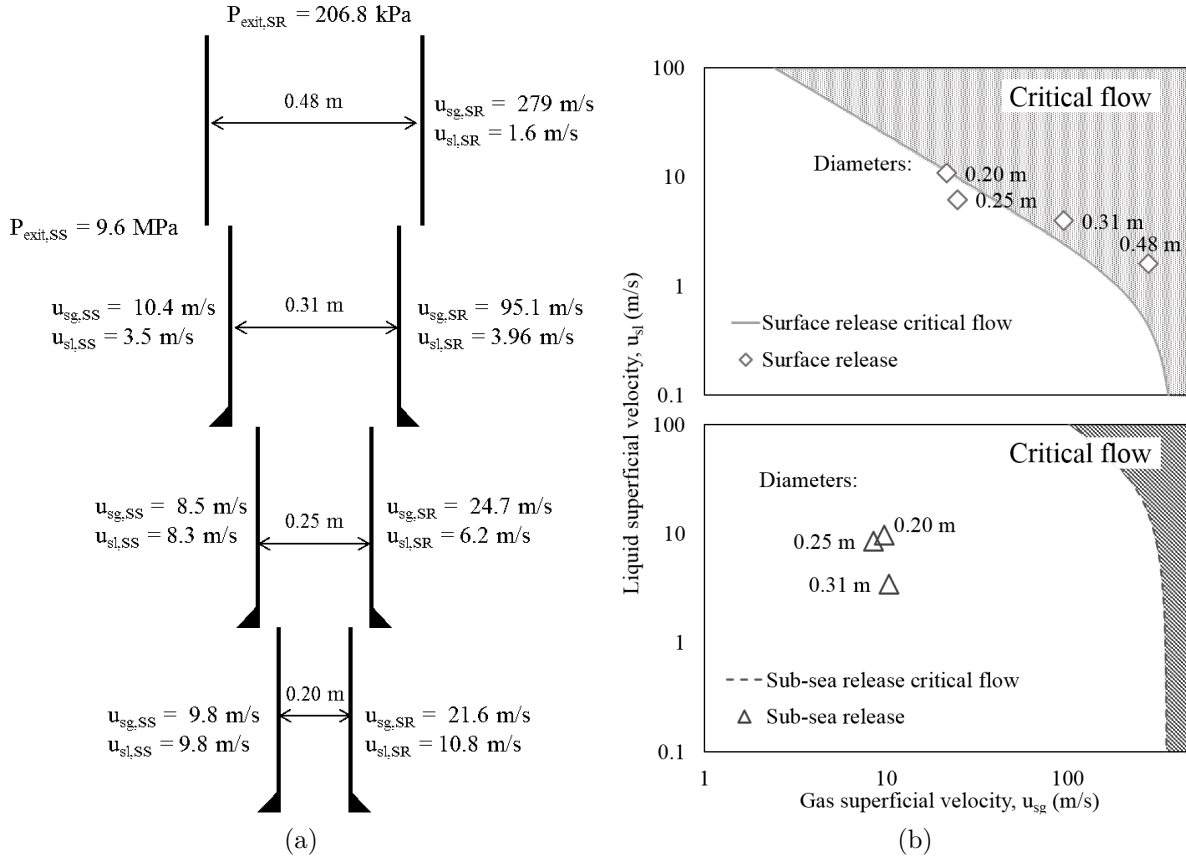 P_exit,SR = 206.8 kPa
0.48 m
u_sg,SR = 279 m/s
u_sl,SR = 1.6 m/s
P_exit,SS = 9.6 MPa
u_sg,SS = 10.4 m/s
u_sl,SS = 3.5 m/s
0.31 m
u_sg,SR = 95.1 m/s
u_sl,SR = 3.96 m/s
u_sg,SS = 8.5 m/s
u_sl,SS = 8.3 m/s
0.25 m
u_sg,SR = 24.7 m/s
u_sl,SR = 6.2 m/s
u_sg,SS = 9.8 m/s
u_sl,SS = 9.8 m/s
0.20 m
u_sg,SR = 21.6 m/s
u_sl,SR = 10.8 m/s
(a)
Liquid superficial velocity, u_sl (m/s)
100
10
1
0.1
Critical flow
Diameters:
0.20 m
0.25 m
0.31 m
0.48 m
Surface release critical flow
Surface release
100
10
1
0.1
Critical flow
Diameters:
0.20 m
0.25 m
0.31 m
Sub-sea release critical flow
Sub-sea release
1
10
100
Gas superficial velocity, u_sg (m/s)
(b)